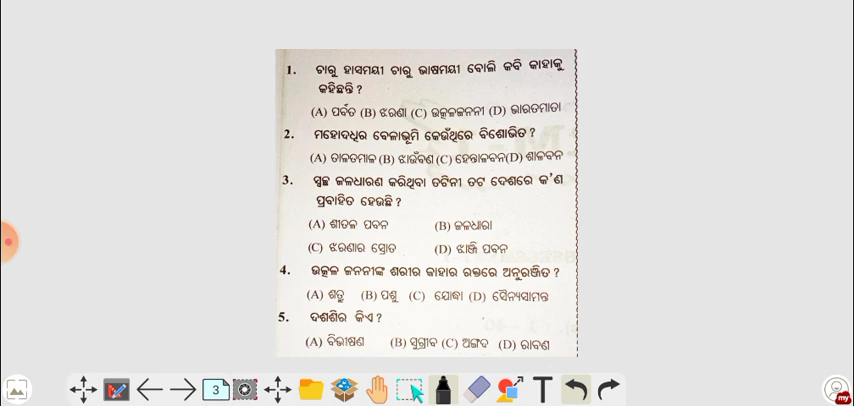 1. ଚାରୁ ହାସମୟୀ ଚାରୁ ଭାଷମୟୀ ବୋଲି କବି କାହାକୁ
କହିଛନ୍ତି ?
(A) ପର୍ବତ (B) ଝରଣା (C) ଉତ୍କଳଜନନୀ (D) ଭାରତମାତା
2. ମହୋଦଧିର ବେଳାଭୂମି କେଉଁଥିରେ ବିଶୋଭିତ ?
(A) ତାଳତମାଳ (B) ଝାଉଁବଣ (C) ହେନ୍ତାଳବନ(D) ଶାଳବନ
3. ସ୍ୱଚ୍ଛ ଜଳଧାରଣ କରିଥିବା ତଟିନୀ ତଟ ଦେଶରେ କ'ଣ
ପ୍ରବାହିତ ହେଉଛି ?
(A) ଶୀତଳ ପବନ (B) ଜଳଧାରା
(C) ଝରଣାର ସ୍ରୋତ (D) ଝାଞ୍ଜି ପବନ
4. ଉତ୍କଳ ଜନନୀଙ୍କ ଶରୀର କାହାର ରକ୍ତରେ ଅନୁରଞ୍ଜିତ ?
(A) ଶତ୍ରୁ (B) ପଶୁ (C) ଯୋଦ୍ଧା (D) ସୈନ୍ୟସାମନ୍ତ
5. ଦଶଶିର କିଏ ?
(A) ବିଭୀଷଣ (B) ସୁଗ୍ରୀବ (C) ଅଙ୍ଗଦ (D) ରାବଣ
3
my